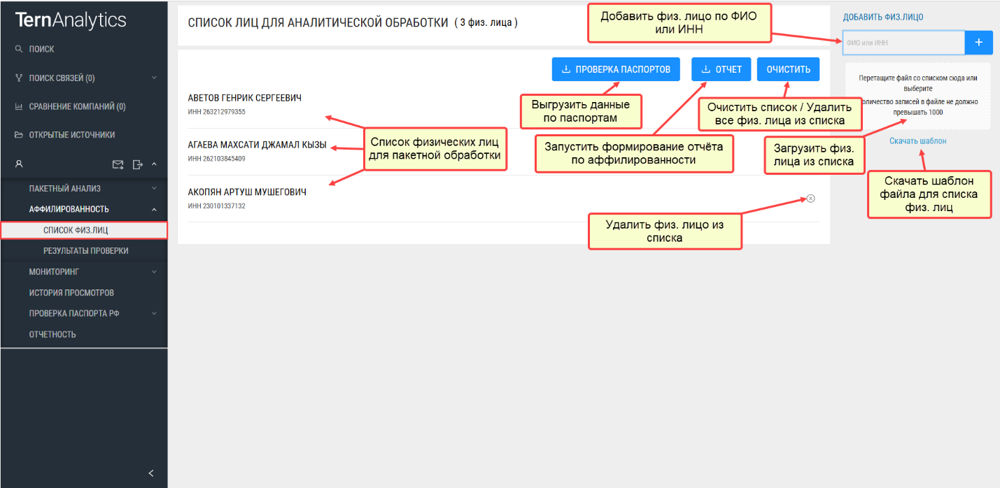 TernAnalytics
ПОИСК
ПОИСК СВЯЗЕЙ (0)
СРАВНЕНИЕ КОМПАНИЙ (0)
ОТКРЫТЫЕ ИСТОЧНИКИ
ПАКЕТНЫЙ АНАЛИЗ
АФФИЛИРОВАННОСТЬ
СПИСОК ФИЗ.ЛИЦ
РЕЗУЛЬТАТЫ ПРОВЕРКИ
МОНИТОРИНГ
ИСТОРИЯ ПРОСМОТРОВ
ПРОВЕРКА ПАСПОРТА РФ
ОТЧЕТНОСТЬ
СПИСОК ЛИЦ ДЛЯ АНАЛИТИЧЕСКОЙ ОБРАБОТКИ ( 3 физ. лица )
ПРОВЕРКА ПАСПОРТОВ
ОТЧЕТ
ОЧИСТИТЬ
АВЕТОВ ГЕНРИК СЕРГЕЕВИЧ
ИНН 263212979355
АГАЕВА МАХСАТИ ДЖАМАЛ КЫЗЫ
ИНН 262103845409
АКОПЯН АРТУШ МУШЕГОВИЧ
ИНН 230101337132
Добавить физ. лицо по ФИО
или ИНН
Выгрузить данные
по паспортам
Очистить список / Удалить
все физ. лица из списка
Список физических лиц
для пакетной обработки
Запустить формирование отчёта
по аффилированности
Загрузить физ.
лица из списка
Удалить физ. лицо из
списка
Скачать шаблон
файла для списка
физ. лиц
ДОБАВИТЬ ФИЗ.ЛИЦО
ФИО или ИНН
+
Перетащите файл со списком сюда или
выберите
оличество записей в файле не должно
превышать 1000
Скачать шаблон